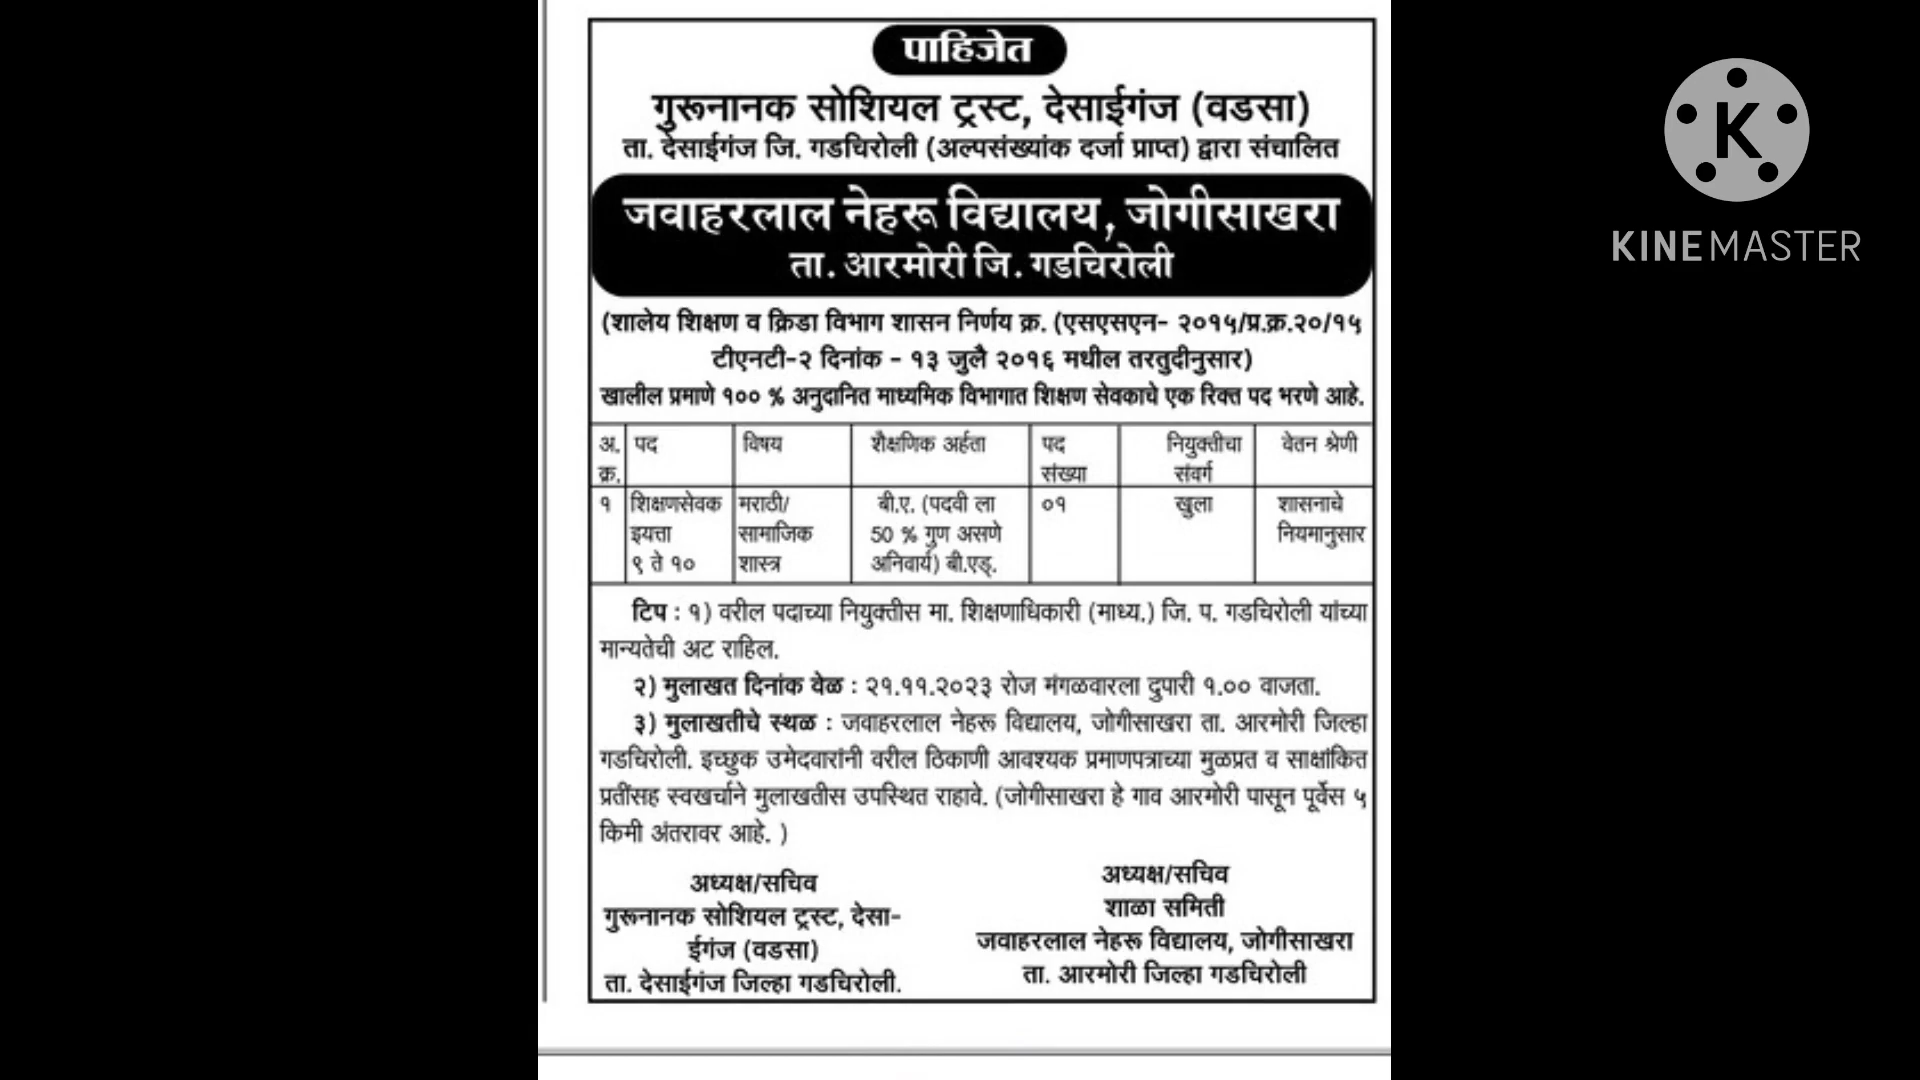 पाहिजेत
गुरूनानक सोशियल ट्रस्ट, देसाईगंज (वडसा)
ता. देसाईगंज जि. गडचिरोली (अल्पसंख्यांक दर्जा प्राप्त) द्वारा संचालित
जवाहरलाल नेहरू विद्यालय, जोगीसाखरा
ता. आरमोरी जि. गडचिरोली
(शालेय शिक्षण व क्रिडा विभाग शासन निर्णय क्र. (एसएसएन- २०१५/प्र.क्र.२०/१५
टीएनटी-२ दिनांक - १३ जुलै २०१६ मधील तरतुदीनुसार)
खालील प्रमाणे १०० % अनुदानित माध्यमिक विभागात शिक्षण सेवकाचे एक रिक्त पद भरणे आहे.
अ. पद विषय शैक्षणिक अर्हता पद नियुक्तीचा वेतन श्रेणी
क्र. संख्या संवर्ग
१ शिक्षणसेवक मराठी/ बी.ए. (पदवी ला ०१ खुला शासनाचे
इयत्ता सामाजिक 50 % गुण असणे नियमानुसार
९ ते १० शास्त्र अनिवार्य) बी.एड्.
टिप : १) वरील पदाच्या नियुक्तीस मा. शिक्षणाधिकारी (माध्य.) जि. प. गडचिरोली यांच्या
मान्यतेची अट राहिल.
२) मुलाखत दिनांक वेळ : २१.११.२०२३ रोज मंगळवारला दुपारी १.०० वाजता.
३) मुलाखतीचे स्थळ : जवाहरलाल नेहरू विद्यालय, जोगीसाखरा ता. आरमोरी जिल्हा
गडचिरोली. इच्छुक उमेदवारांनी वरील ठिकाणी आवश्यक प्रमाणपत्राच्या मुळप्रत व साक्षांकित
प्रतींसह स्वखर्चाने मुलाखतीस उपस्थित राहावे. (जोगीसाखरा हे गाव आरमोरी पासून पूर्वेस ५
किमी अंतरावर आहे. )
अध्यक्ष/सचिव
गुरूनानक सोशियल ट्रस्ट, देसा-
ईगंज (वडसा)
ता. देसाईगंज जिल्हा गडचिरोली.
अध्यक्ष/सचिव
शाळा समिती
जवाहरलाल नेहरू विद्यालय, जोगीसाखरा
ता. आरमोरी जिल्हा गडचिरोली
K
KINEMASTER